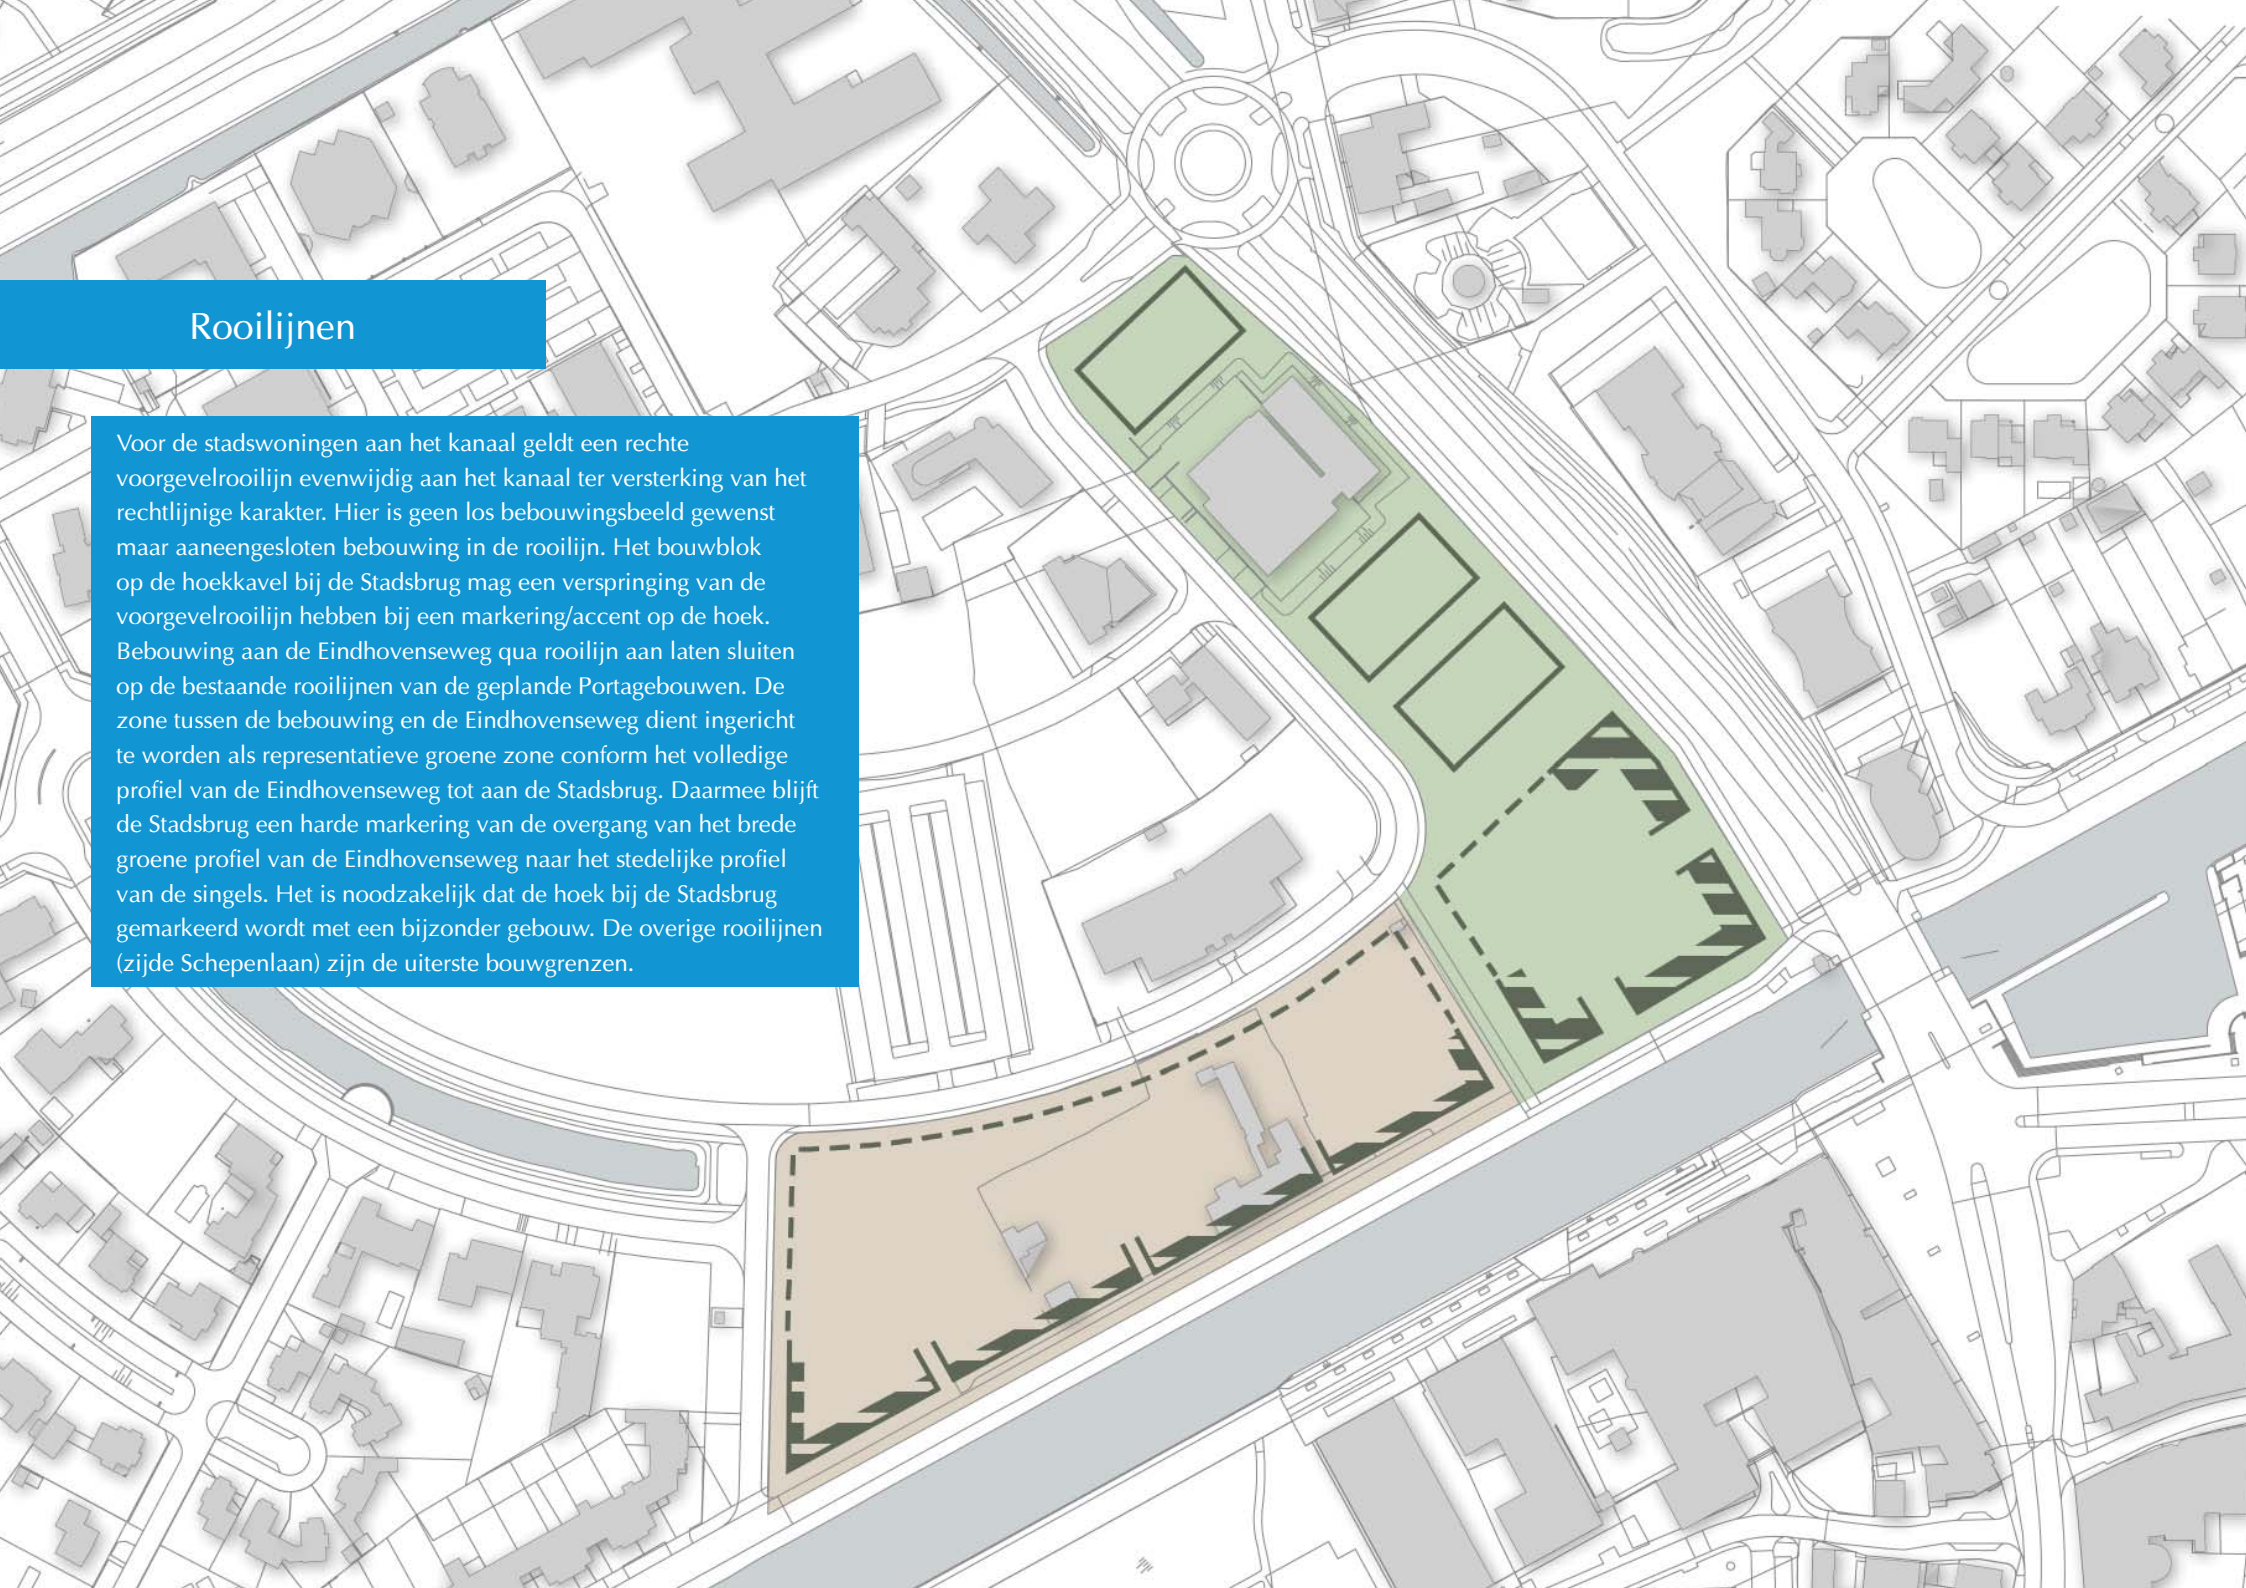 Rooilijnen
Voor de stadswoningen aan het kanaal geldt een rechte
voorgevelrooilijn evenwijdig aan het kanaal ter versterking van het
rechtlijnige karakter. Hier is geen los bebouwingsbeeld gewenst
maar aaneengesloten bebouwing in de rooilijn. Het bouwblok
op de hoekkavel bij de Stadsbrug mag een verspringing van de
voorgevelrooilijn hebben bij een markering/accent op de hoek.
Bebouwing aan de Eindhovenseweg qua rooilijn aan laten sluiten
op de bestaande rooilijnen van de geplande Portagebouwen. De
zone tussen de bebouwing en de Eindhovenseweg dient ingericht
te worden als representatieve groene zone conform het volledige
profiel van de Eindhovenseweg tot aan de Stadsbrug. Daarmee blijft
de Stadsbrug een harde markering van de overgang van het brede
groene profiel van de Eindhovenseweg naar het stedelijke profiel
van de singels. Het is noodzakelijk dat de hoek bij de Stadsbrug
gemarkeerd wordt met een bijzonder gebouw. De overige rooilijnen
(zijde Schepenlaan) zijn de uiterste bouwgrenzen.